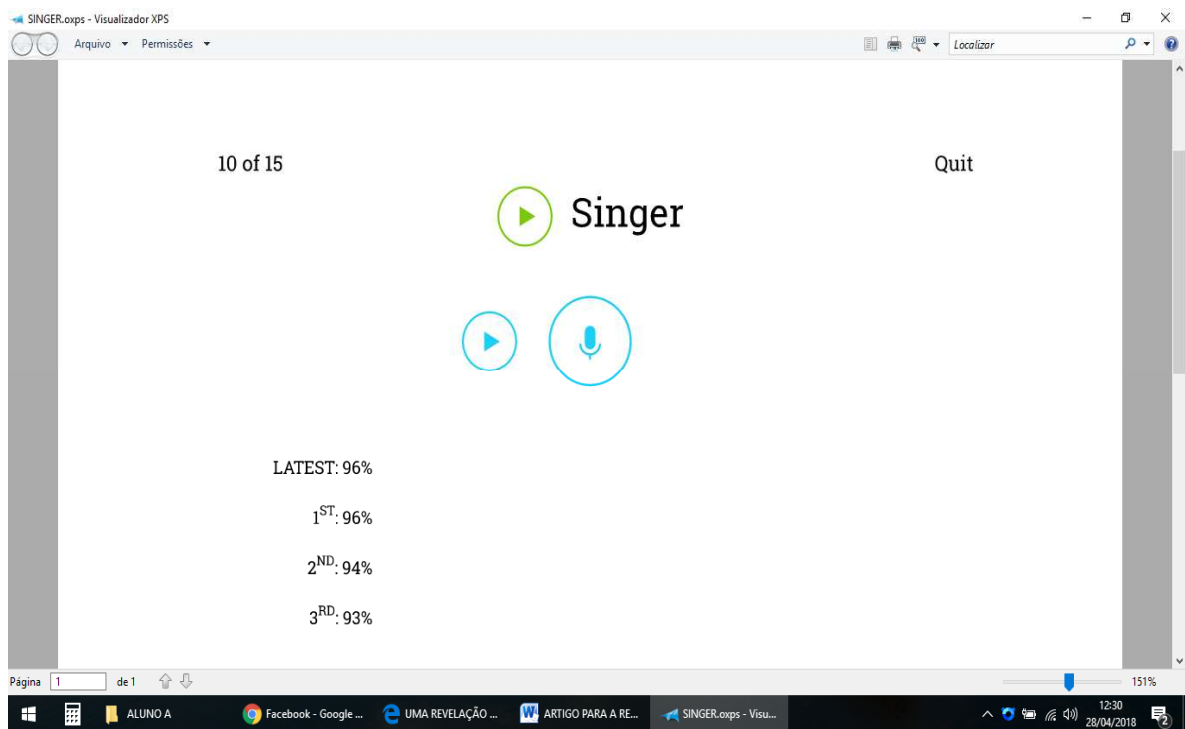 SINGER.oxps - Visualizador XPS
Arquivo Permissões Localizar
10 of 15 Quit
Singer
LATEST: 96%
1ST: 96%
2ND: 94%
3RD: 93%
Página 1 de 1 151%
ALUNO A Facebook - Google ... UMA REVELAÇÃO ... ARTIGO PARA A RE... SINGER.oxps - Visu... 12:30
28/04/2018 2